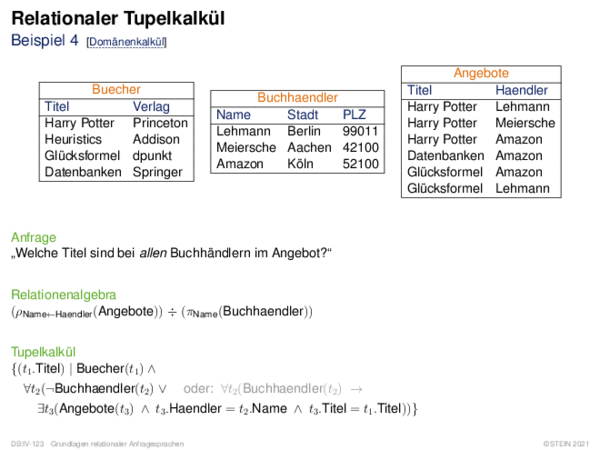 Relationaler Tupelkalkül
Beispiel 4 [Domänenkalkül]
Buecher
Titel Verlag
Harry Potter Princeton
Heuristics Addison
Glücksformel dpunkt
Datenbanken Springer
Buchhaendler
Name Stadt PLZ
Lehmann Berlin 99011
Meiersche Aachen 42100
Amazon Köln 52100
Angebote
Titel Haendler
Harry Potter Lehmann
Harry Potter Meiersche
Harry Potter Amazon
Datenbanken Amazon
Glücksformel Amazon
Glücksformel Lehmann
Anfrage
„Welche Titel sind bei allen Buchhändlern im Angebot?“
Relationenalgebra
(ρName←Haendler(Angebote)) ÷ (πName(Buchhaendler))
Tupelkalkül
{(t₁.Titel) | Buecher(t₁) ∧
∀t₂(¬Buchhaendler(t₂) ∨ oder: ∀t₂(Buchhaendler(t₂) →
∃t₃(Angebote(t₃) ∧ t₃.Haendler = t₂.Name ∧ t₃.Titel = t₁.Titel))}
DB:IV-123 Grundlagen relationaler Anfragesprachen ©STEIN 2021